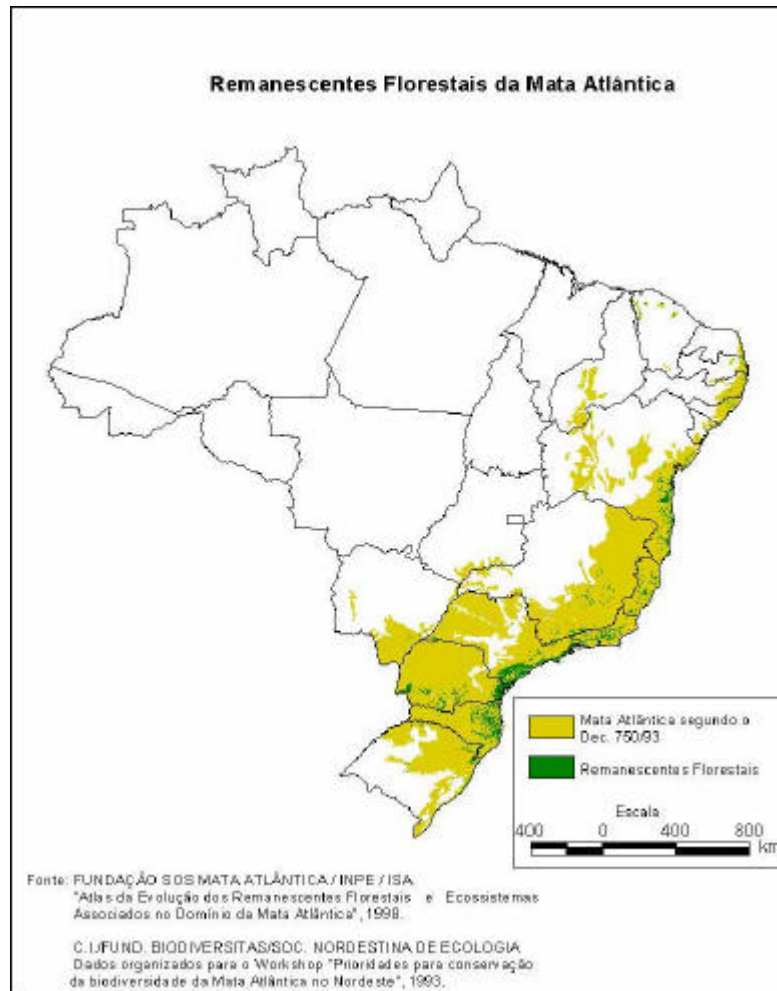 Remanescentes Florestais da Mata Atlântica
Mata Atlântica segundo o
Dec. 750/93
Remanescentes Florestais
Escala
400 0 400 800
km
Fonte: FUNDAÇÃO SOS MATA ATLÂNTICA / INPE / ISA
"Atlas da Evolução dos Remanescentes Florestais e Ecossistemas
Associados no Domínio da Mata Atlântica", 1998.
C.I./FUND. BIODIVERSITAS/SOC. NORDESTINA DE ECOLOGIA
Dados organizados para o Workshop "Prioridades para conservação
da biodiversidade da Mata Atlântica no Nordeste", 1993.